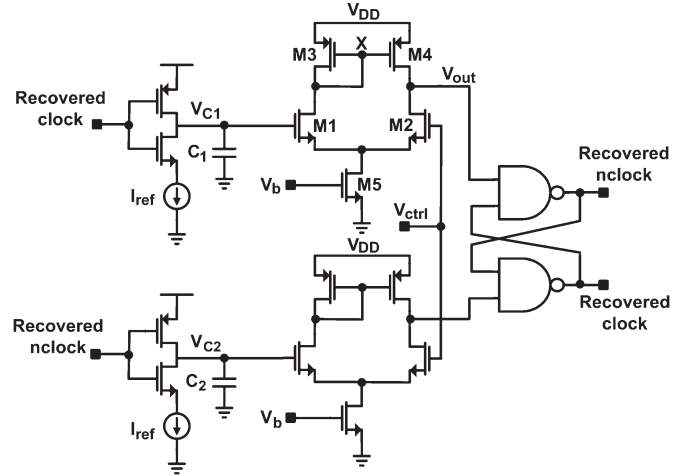 VDD
M3
X
M4
Vout
Recovered
clock
VC1
M1
M2
C1
Iref
Vb
M5
Vctrl
Recovered
nclock
VDD
Recovered
clock
Recovered
nclock
VC2
C2
Iref
Vb